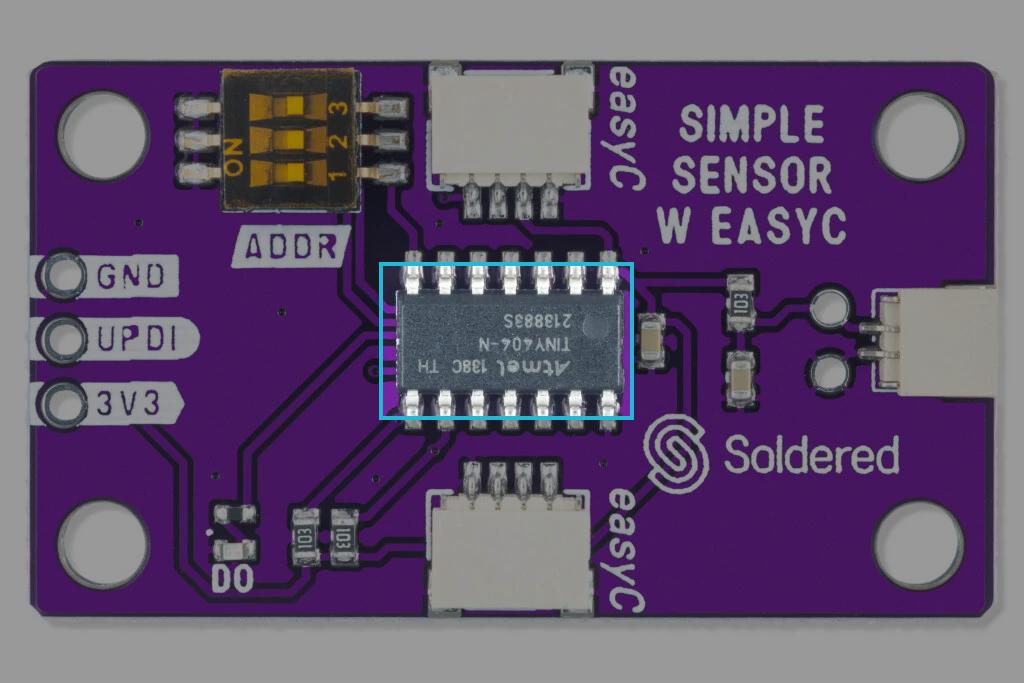 easyC
SIMPLE
SENSOR
W EASYC
ON
1 2 3
ADDR
GND
UPDI
3V3
Atmel 138C TH
TINY404-N
213883S
103
Soldered
103
103
D0
easyC